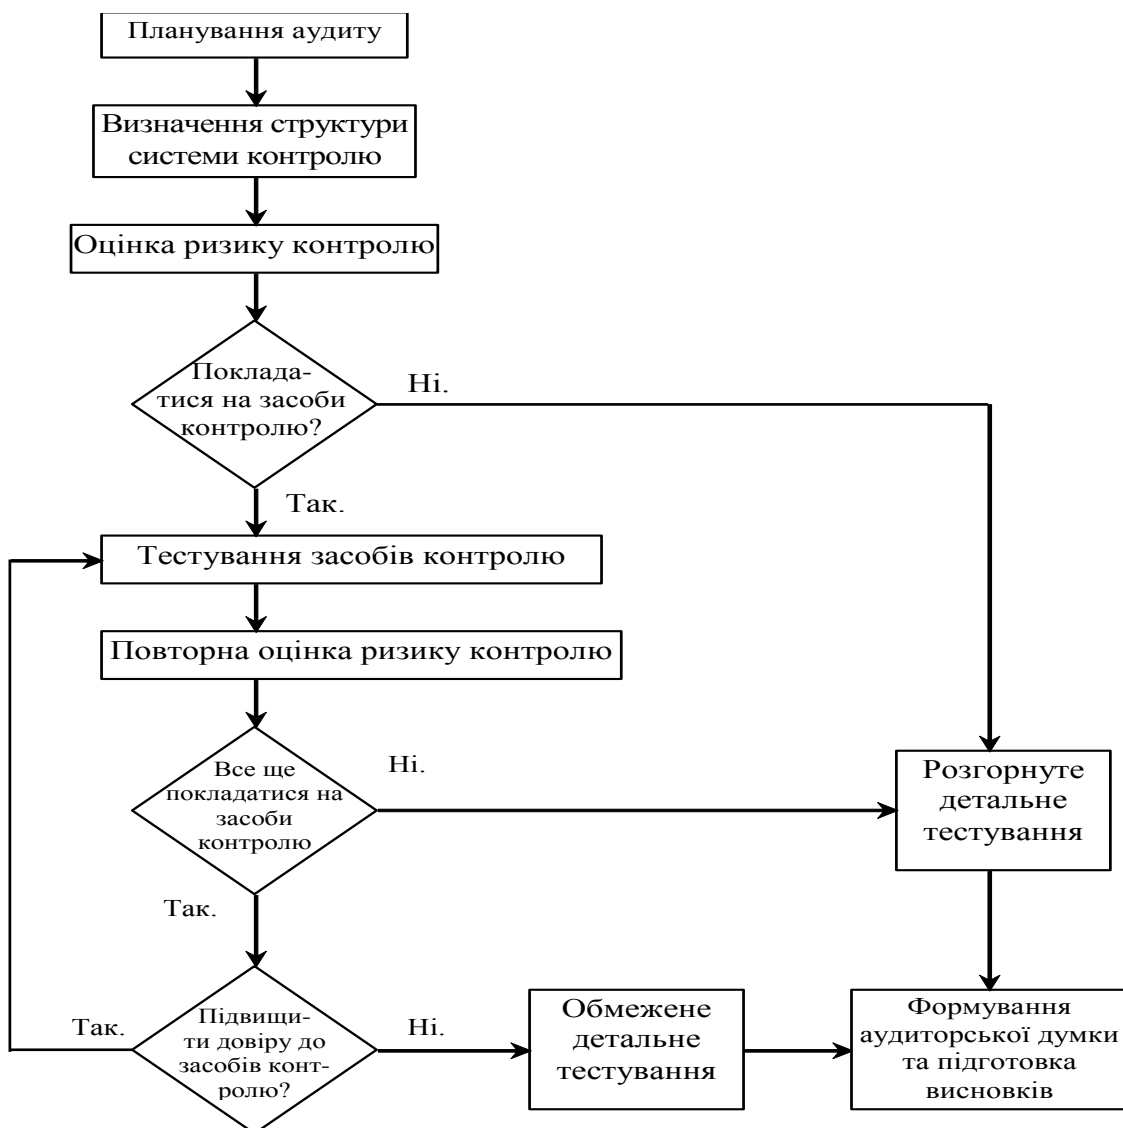 Планування аудиту
Визначення структури
системи контролю
Оцінка ризику контролю
Поклада-
тися на засоби
контролю?
Ні.
Так.
Тестування засобів контролю
Повторна оцінка ризику контролю
Все ще
покладатися на
засоби
контролю
Ні.
Розгорнуте
детальне
тестування
Так.
Підвищи-
ти довіру до
засобів конт-
ролю?
Так.
Ні.
Обмежене
детальне
тестування
Формування
аудиторської думки
та підготовка
висновків